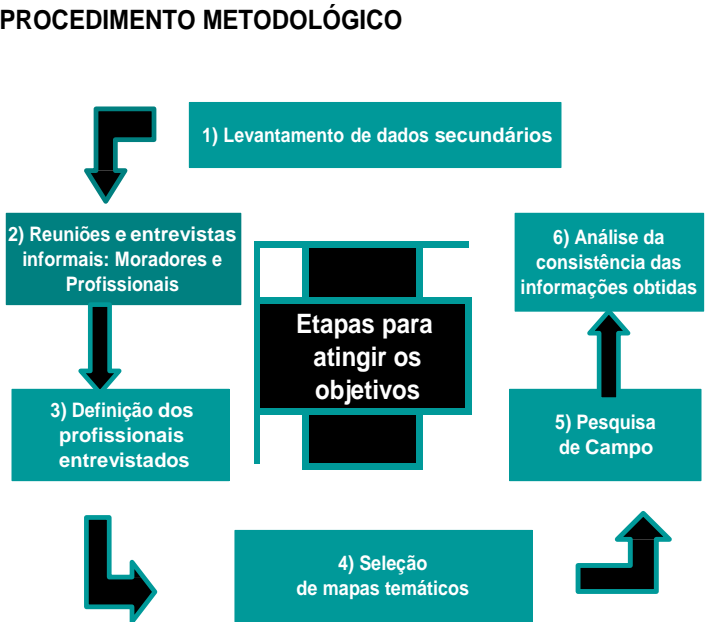 PROCEDIMENTO METODOLÓGICO
1) Levantamento de dados secundários
2) Reuniões e entrevistas
informais: Moradores e
Profissionais
3) Definição dos
profissionais
entrevistados
Etapas para
atingir os
objetivos
4) Seleção
de mapas temáticos
5) Pesquisa
de Campo
6) Análise da
consistência das
informações obtidas